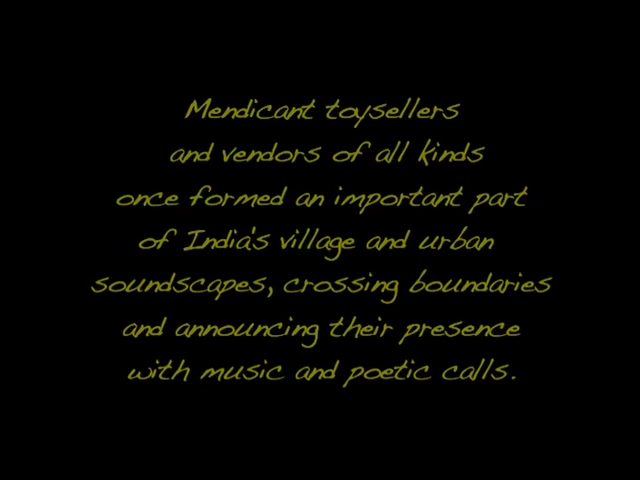 Mendicant toysellers
and vendors of all kinds
once formed an important part
of India's village and urban
soundscapes, crossing boundaries
and announcing their presence
with music and poetic calls.